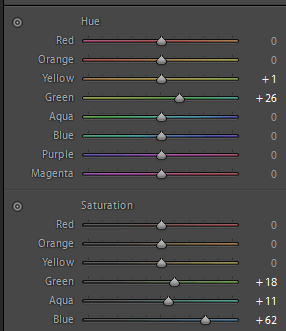 Hue
Red 0
Orange 0
Yellow +1
Green +26
Aqua 0
Blue 0
Purple 0
Magenta 0
Saturation
Red 0
Orange 0
Yellow 0
Green +18
Aqua +11
Blue +62